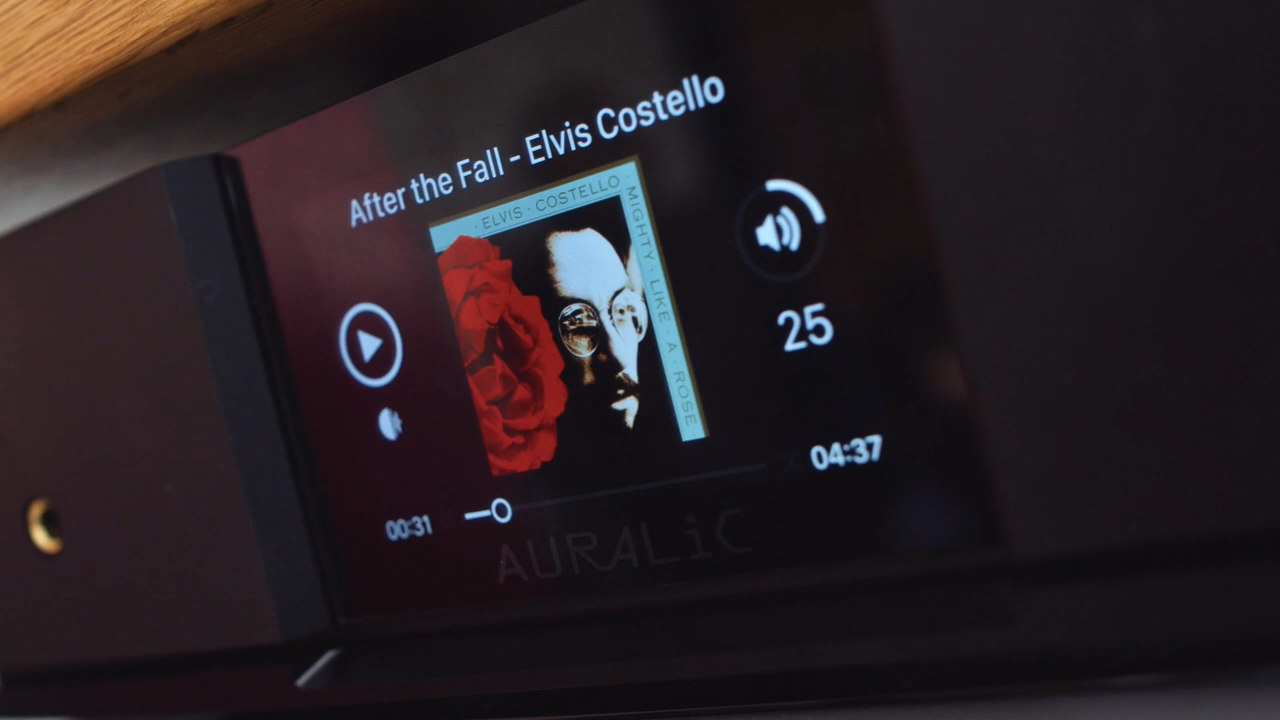 After the Fall - Elvis Costello
· ELVIS · COSTELLO ·
MIGHTY · LIKE · A · ROSE
25
00:31
04:37
AURALiC